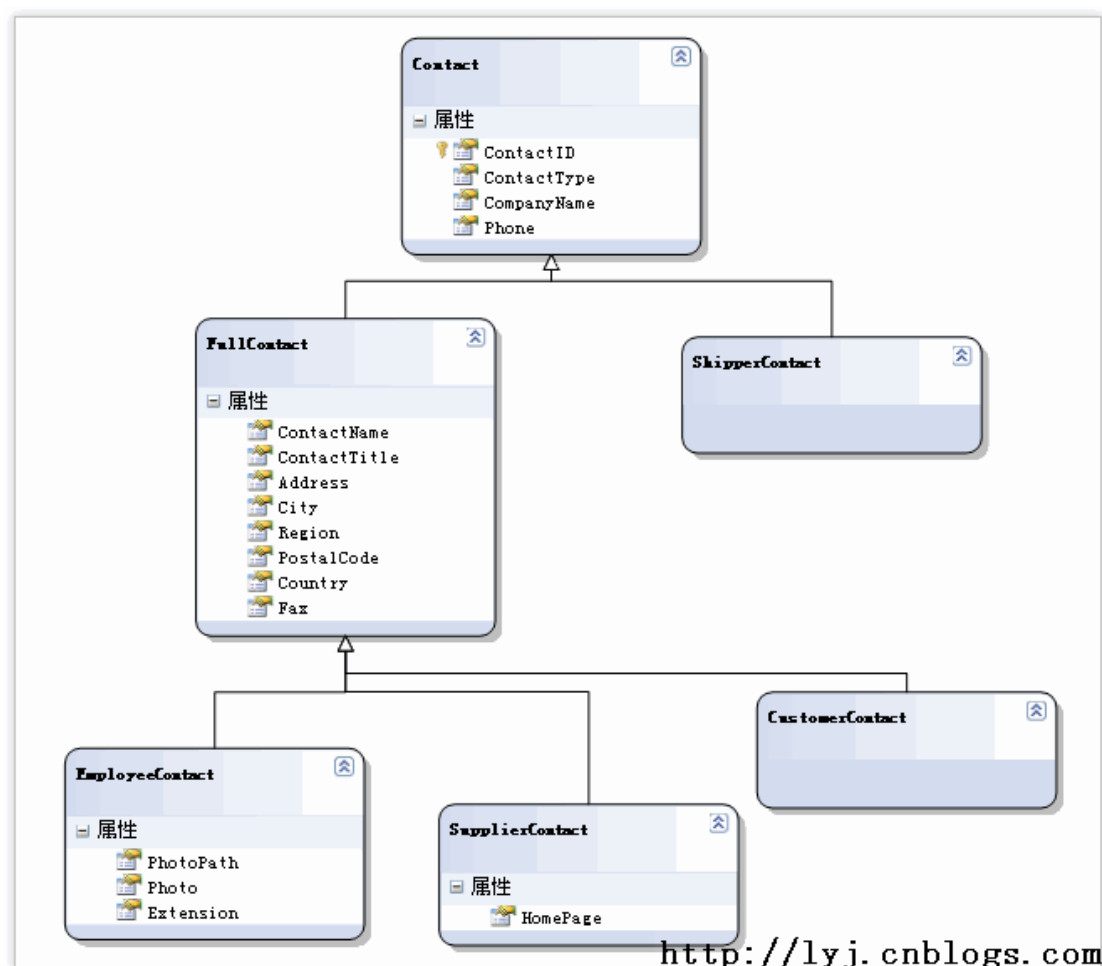 Contact
属性
ContactID
ContactType
CompanyName
Phone
FullContact
属性
ContactName
ContactTitle
Address
City
Region
PostalCode
Country
Fax
ShipperContact
EmployeeContact
属性
PhotoPath
Photo
Extension
SupplierContact
属性
HomePage
CustomerContact
http://lyj.cnblogs.com